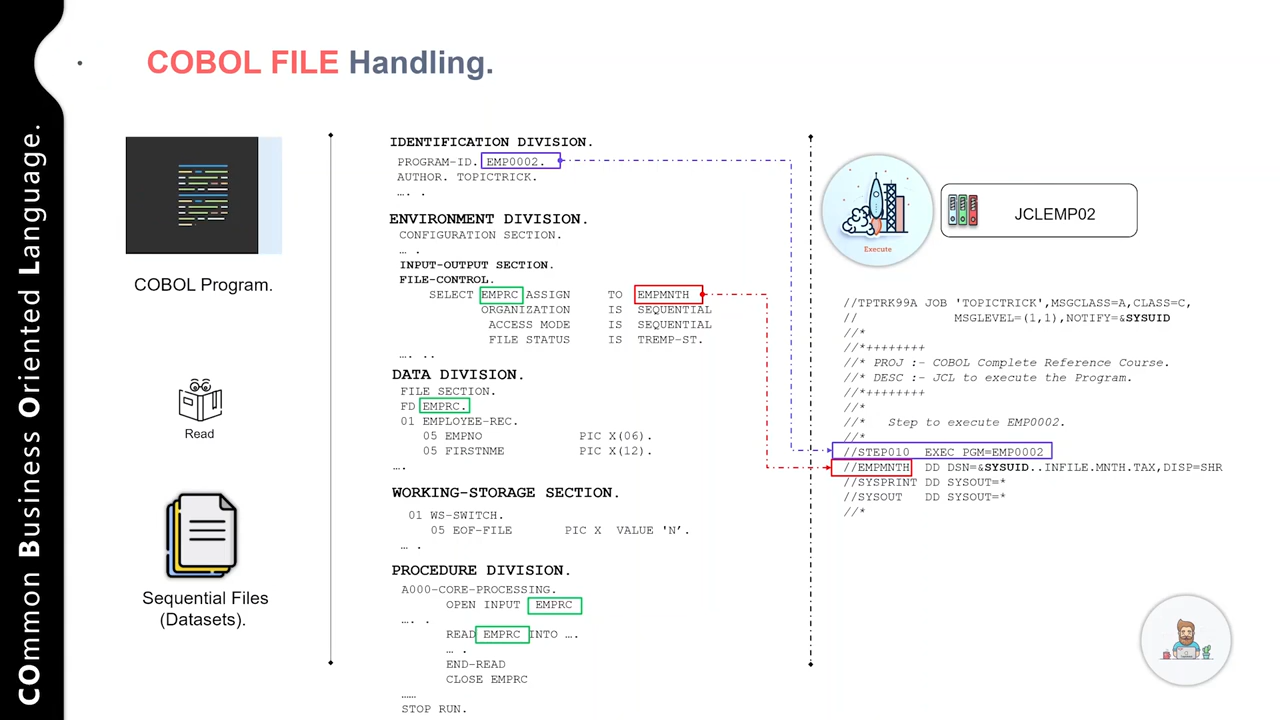 COmmon Business Oriented Language.
COBOL FILE Handling.
COBOL Program.
Read
Sequential Files
(Datasets).
IDENTIFICATION DIVISION.
PROGRAM-ID. EMP0002.
AUTHOR. TOPICTRICK.
…. .
ENVIRONMENT DIVISION.
CONFIGURATION SECTION.
… .
INPUT-OUTPUT SECTION.
FILE-CONTROL.
SELECT EMPRC ASSIGN TO EMPMNTH
ORGANIZATION IS SEQUENTIAL
ACCESS MODE IS SEQUENTIAL
FILE STATUS IS TREMP-ST.
…. ..
DATA DIVISION.
FILE SECTION.
FD EMPRC.
01 EMPLOYEE-REC.
05 EMPNO PIC X(06).
05 FIRSTNME PIC X(12).
….
WORKING-STORAGE SECTION.
01 WS-SWITCH.
05 EOF-FILE PIC X VALUE 'N’.
… .
PROCEDURE DIVISION.
A000-CORE-PROCESSING.
OPEN INPUT EMPRC
…. .
READ EMPRC INTO ….
… .
END-READ
CLOSE EMPRC
……
STOP RUN.
Execute
JCLEMP02
//TPTRK99A JOB 'TOPICTRICK',MSGCLASS=A,CLASS=C,
// MSGLEVEL=(1,1),NOTIFY=&SYSUID
//*
//*++++++++
//* PROJ :- COBOL Complete Reference Course.
//* DESC :- JCL to execute the Program.
//*++++++++
//*
//* Step to execute EMP0002.
//*
//STEP010 EXEC PGM=EMP0002
//EMPMNTH DD DSN=&SYSUID..INFILE.MNTH.TAX,DISP=SHR
//SYSPRINT DD SYSOUT=*
//SYSOUT DD SYSOUT=*
//*